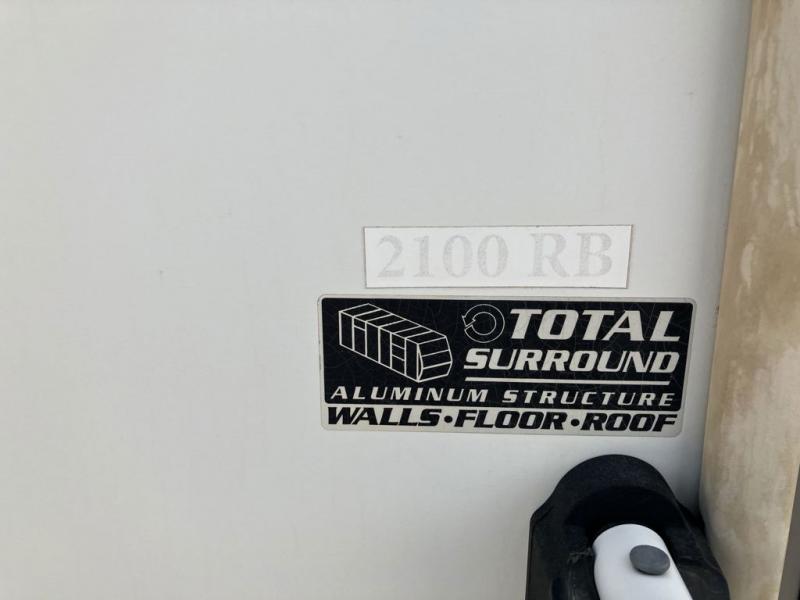 2100 RB
TOTAL
SURROUND
ALUMINUM STRUCTURE
WALLS•FLOOR•ROOF